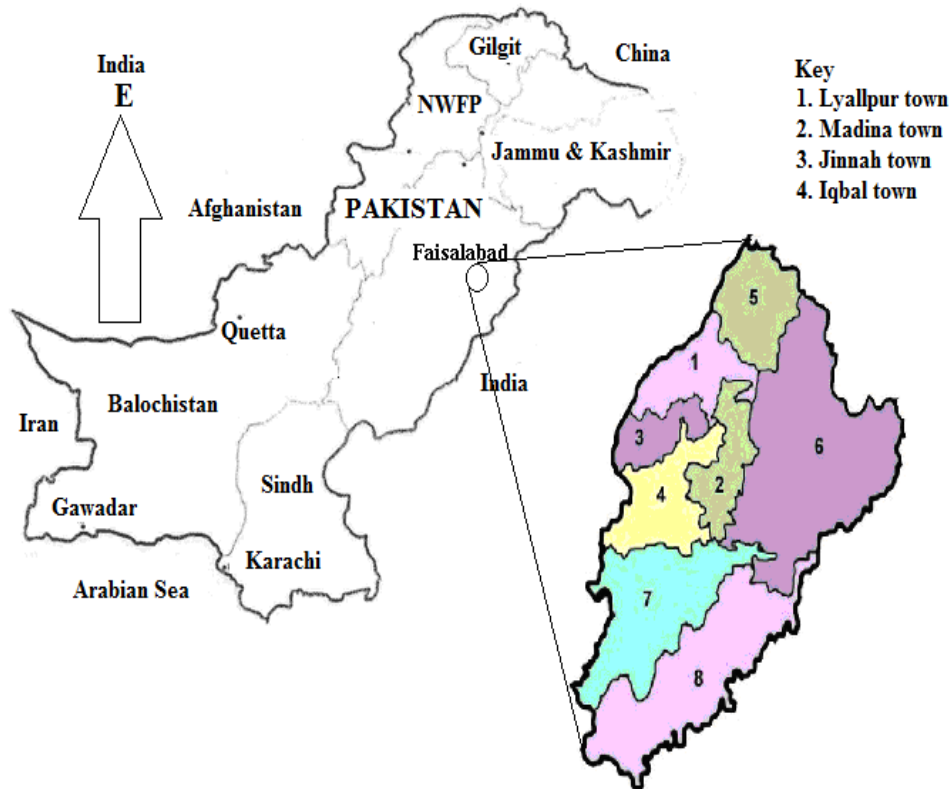 Gilgit
China
India
E
NWFP
Key
1. Lyallpur town
2. Madina town
3. Jinnah town
4. Iqbal town
Jammu & Kashmir
Afghanistan
PAKISTAN
Faisalabad
Quetta
India
Iran
Balochistan
Sindh
Gawadar
Karachi
Arabian Sea
5
1
3
6
4
2
7
8